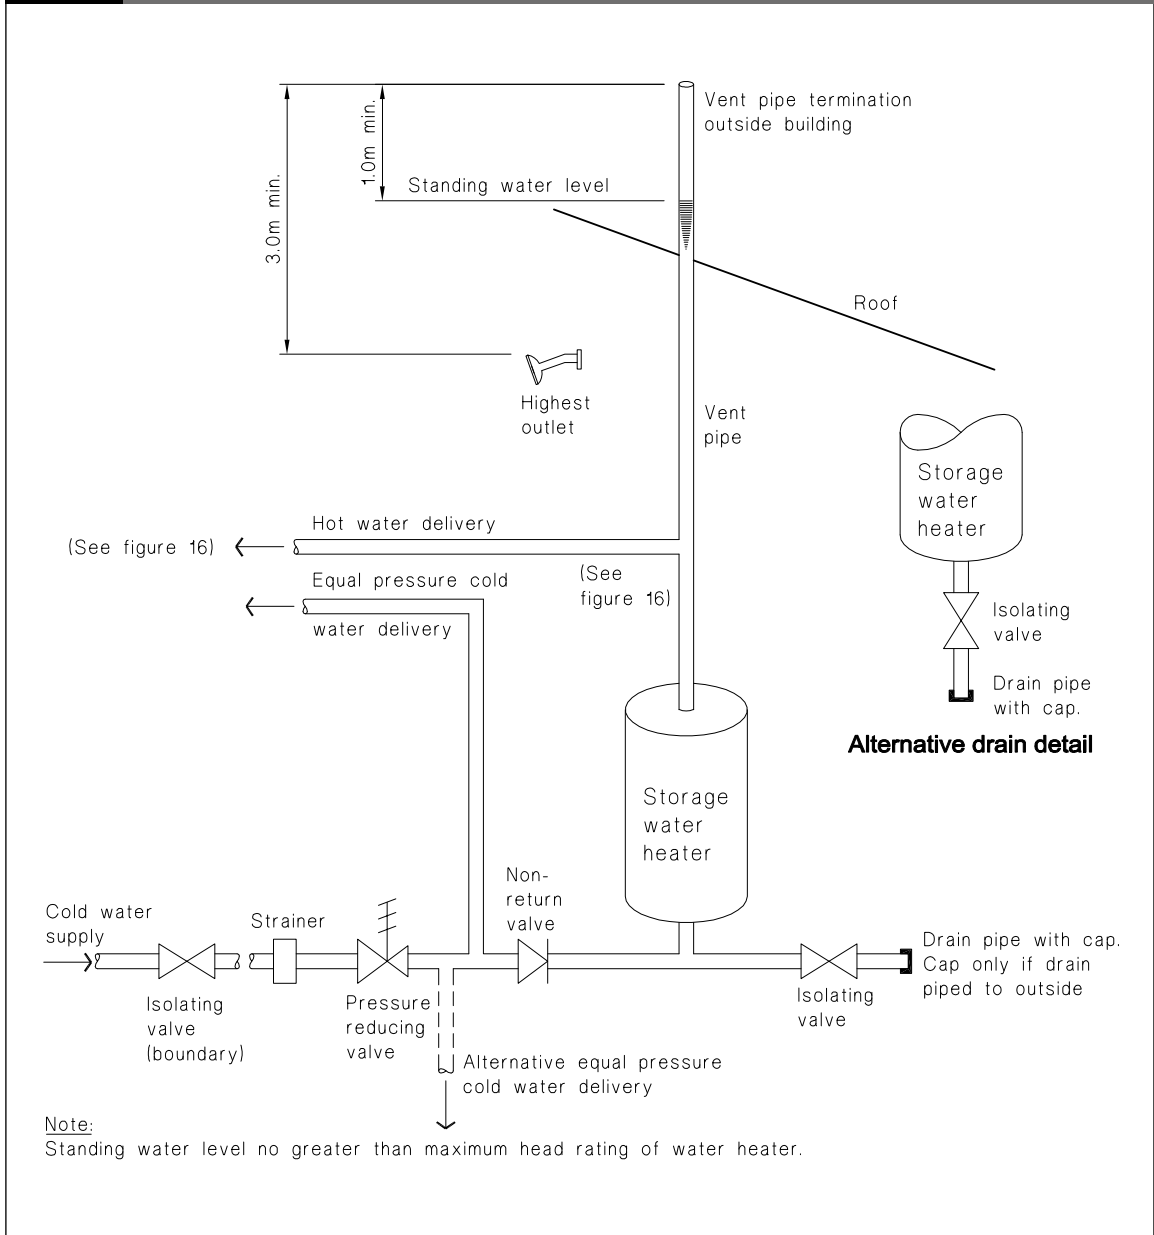 Vent pipe termination
outside building
1.0m min.
3.0m min.
Standing water level
Roof
Highest
outlet
Vent
pipe
Storage
water
heater
Hot water delivery
(See figure 16)
(See
figure 16)
Equal pressure cold
water delivery
Isolating
valve
Drain pipe
with cap.
Alternative drain detail
Storage
water
heater
Non-
return
valve
Cold water
supply
Strainer
Drain pipe with cap.
Cap only if drain
piped to outside
Isolating
valve
(boundary)
Pressure
reducing
valve
Isolating
valve
Alternative equal pressure
cold water delivery
Note:
Standing water level no greater than maximum head rating of water heater.